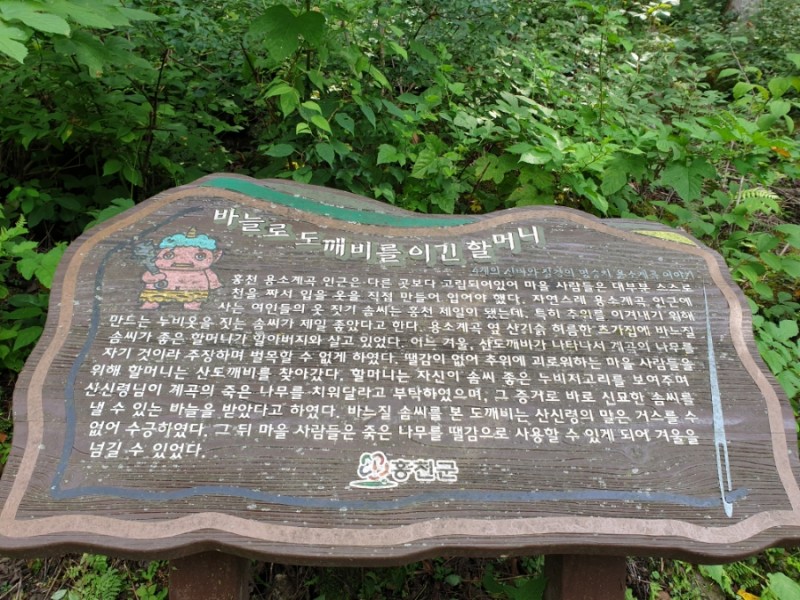 바늘로 도깨비를 이긴 할머니
용소계곡 이야기
홍천 용소계곡 인근은 다른 곳보다 고립되어있어 마을 사람들은 대부분 스스로
천을 짜서 입을 옷을 직접 만들어 입어야 했다. 자연스레 용소계곡 인근에
사는 여인들의 옷 짓기 솜씨는 홍천 제일이 됐는데, 특히 추위를 이겨내기 위해
만드는 누비옷을 짓는 솜씨가 제일 좋았다고 한다. 용소계곡 옆 산기슭 허름한 초가집에 바느질
솜씨가 좋은 할머니가 할아버지와 살고 있었다. 어느 겨울, 산도깨비가 나타나서 계곡의 나무를
자기 것이라 주장하며 벌목할 수 없게 하였다. 땔감이 없어 추위에 괴로워하는 마을 사람들을
위해 할머니는 산도깨비를 찾아갔다. 할머니는 자신이 솜씨 좋은 누비저고리를 보여주며
산신령님이 계곡의 죽은 나무를 치워달라고 부탁하였으며, 그 증거로 바로 신묘한 솜씨를
낼 수 있는 바늘을 받았다고 하였다. 바느질 솜씨를 본 도깨비는 산신령의 말은 거스를 수
없어 수긍하였다. 그 뒤 마을 사람들은 죽은 나무를 땔감으로 사용할 수 있게 되어 겨울을
넘길 수 있었다.
홍천군